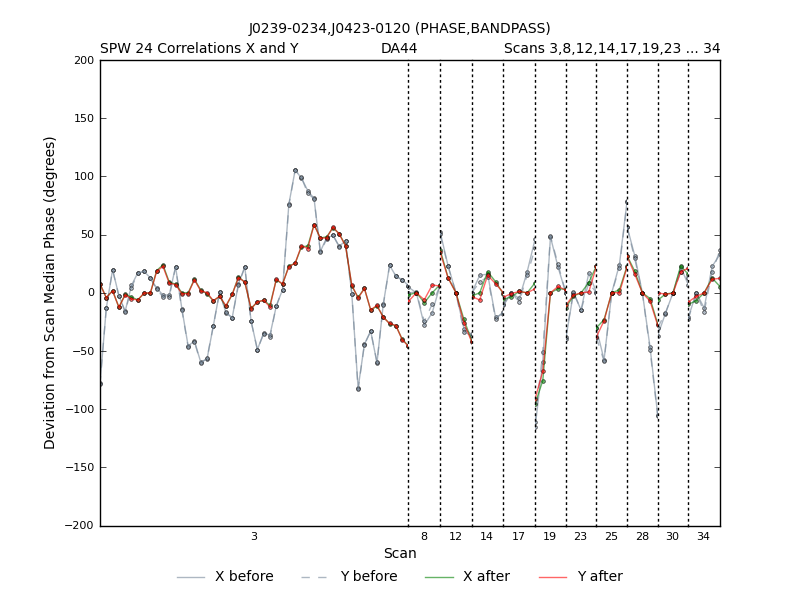 J0239-0234,J0423-0120 (PHASE,BANDPASS)
SPW 24 Correlations X and Y DA44 Scans 3,8,12,14,17,19,23 ... 34
200
150
100
50
0
−50
−100
−150
−200
Deviation from Scan Median Phase (degrees)
3 8 12 14 17 19 23 25 28 30 34
Scan
X before Y before X after Y after